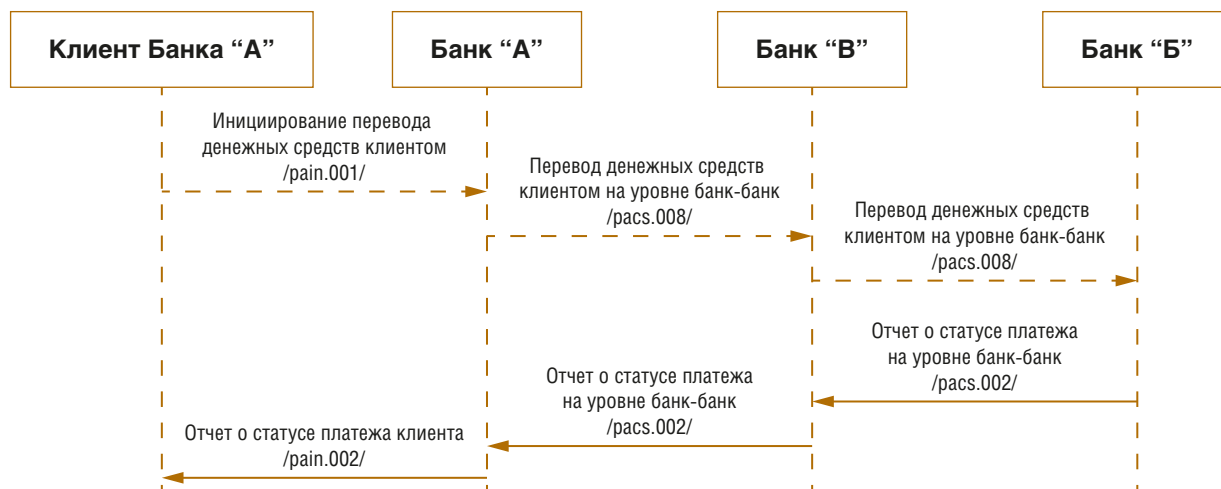 Клиент Банка “А”
Банк “А”
Банк “В”
Банк “Б”
Инициирование перевода
денежных средств клиентом
/pain.001/
Перевод денежных средств
клиентом на уровне банк-банк
/pacs.008/
Перевод денежных средств
клиентом на уровне банк-банк
/pacs.008/
Отчет о статусе платежа
на уровне банк-банк
/pacs.002/
Отчет о статусе платежа
на уровне банк-банк
/pacs.002/
Отчет о статусе платежа клиента
/pain.002/